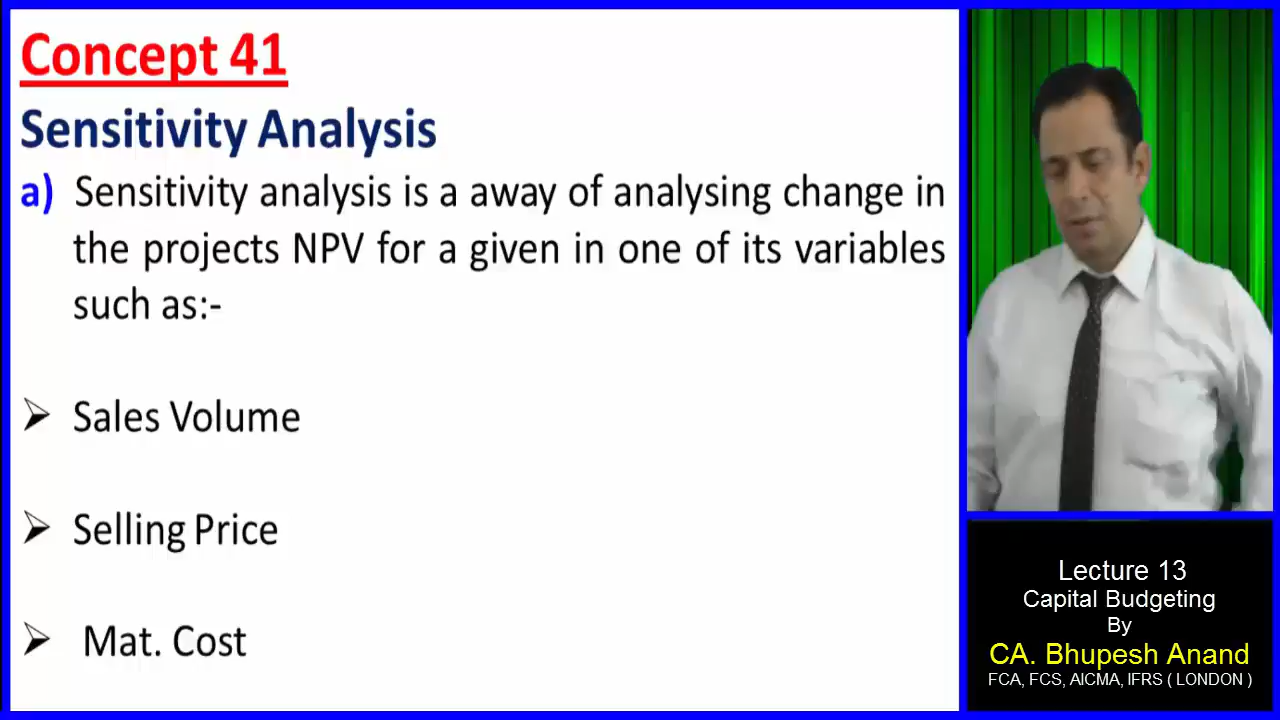 Concept 41
Sensitivity Analysis
a) Sensitivity analysis is a away of analysing change in
the projects NPV for a given in one of its variables
such as:-
➢ Sales Volume
➢ Selling Price
➢ Mat. Cost
Lecture 13
Capital Budgeting
By
CA. Bhupesh Anand
FCA, FCS, AICMA, IFRS ( LONDON )